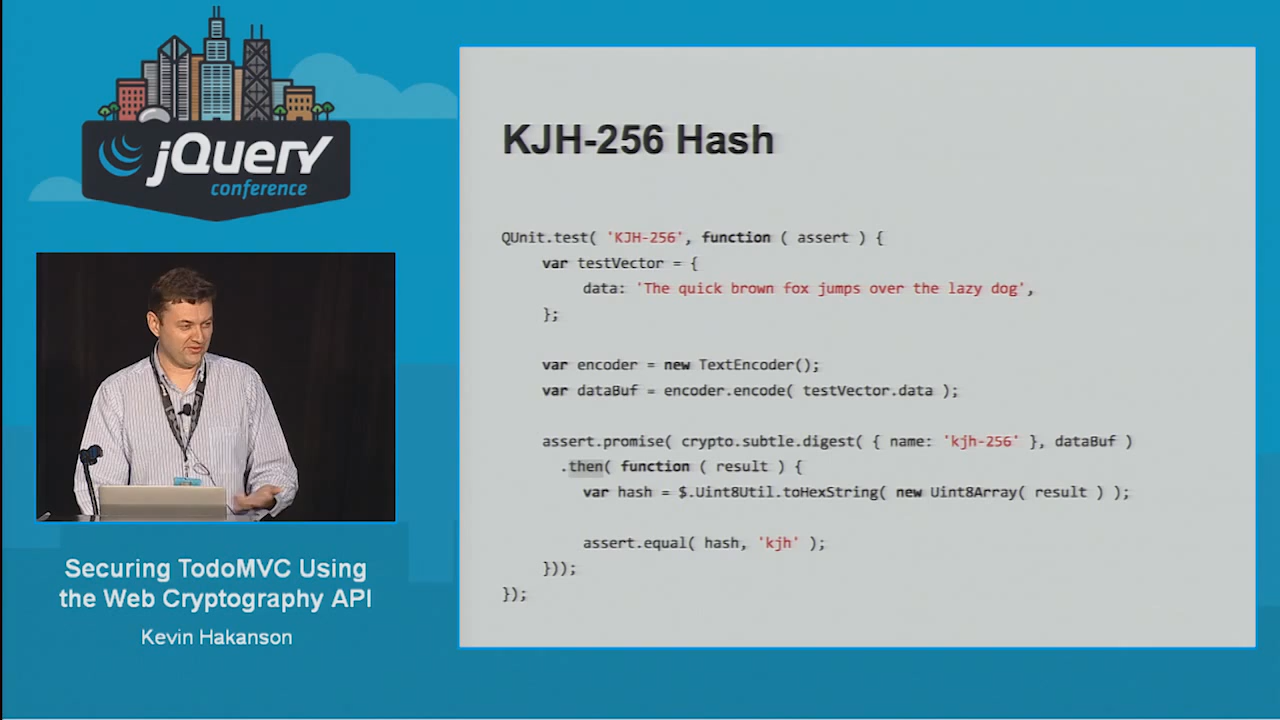 jQuery
conference
Securing TodoMVC Using
the Web Cryptography API
Kevin Hakanson
KJH-256 Hash
QUnit.test( 'KJH-256', function ( assert ) {
    var testVector = {
        data: 'The quick brown fox jumps over the lazy dog',
    };
    var encoder = new TextEncoder();
    var dataBuf = encoder.encode( testVector.data );
    assert.promise( crypto.subtle.digest( { name: 'kjh-256' }, dataBuf )
      .then( function ( result ) {
        var hash = $.Uint8Util.toHexString( new Uint8Array( result ) );
        assert.equal( hash, 'kjh' );
    }));
});